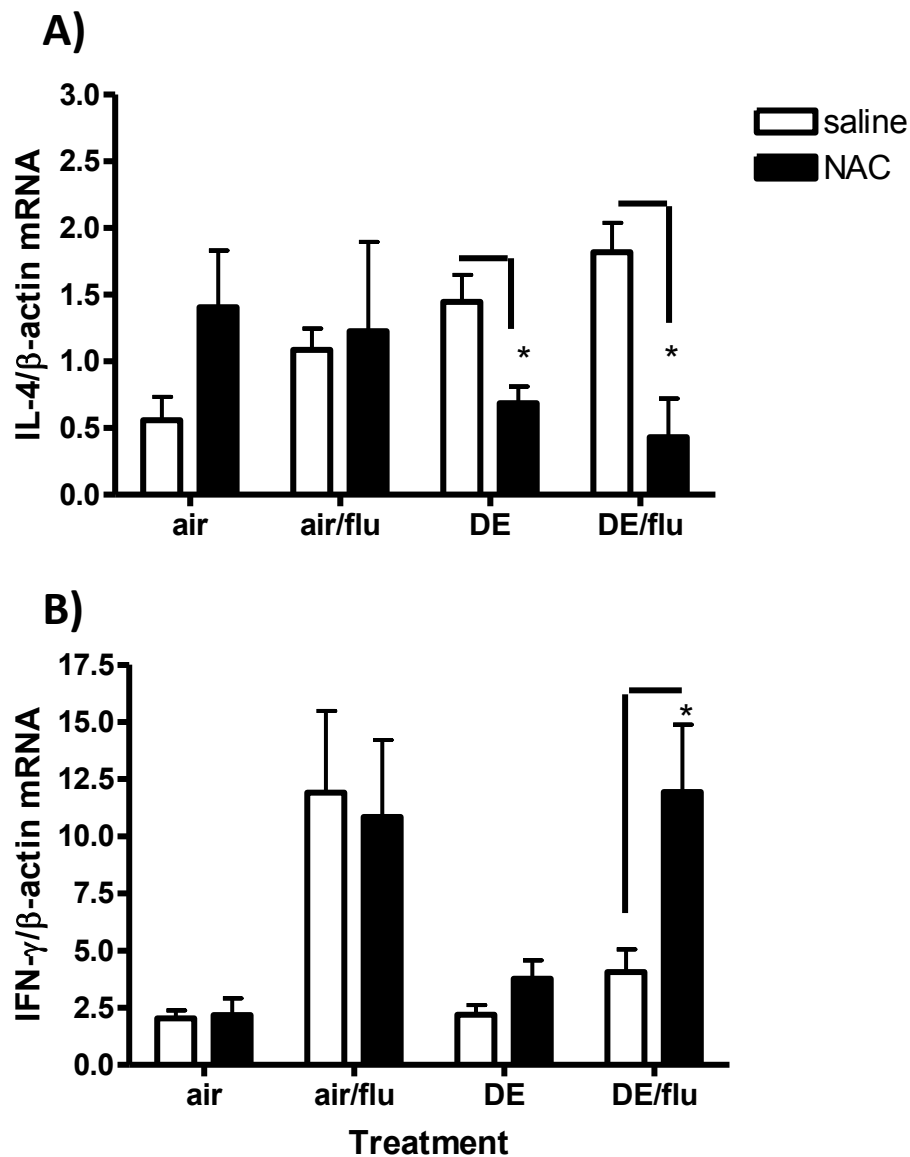 A)
IL-4/β-actin mRNA
3.0
2.5
2.0
1.5
1.0
0.5
0.0
saline
NAC
*
*
air air/flu DE DE/flu
B)
IFN-γ/β-actin mRNA
17.5
15.0
12.5
10.0
7.5
5.0
2.5
0.0
*
air air/flu DE DE/flu
Treatment